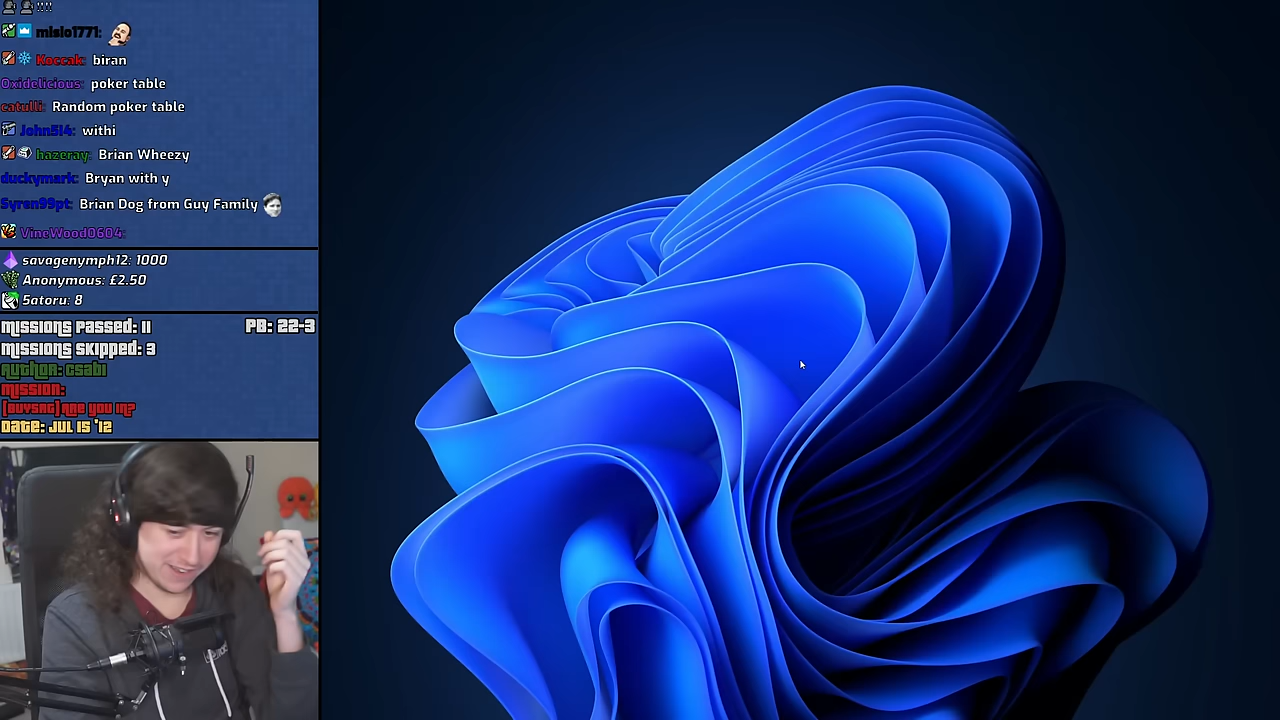 !!!!
misio1771:
Koccak: biran
Oxidelicious: poker table
catulli: Random poker table
John5l4: withi
hazeray: Brian Wheezy
duckymark: Bryan with y
Syren99pt: Brian Dog from Guy Family
VineWood0604:
savagenymph12: 1000
Anonymous: £2.50
Satoru: 8
Missions Passed: 11 PB: 22-3
Missions Skipped: 3
Author: Csabi
Mission:
[BUVSAT] Are you in?
Date: Jul 15 '12